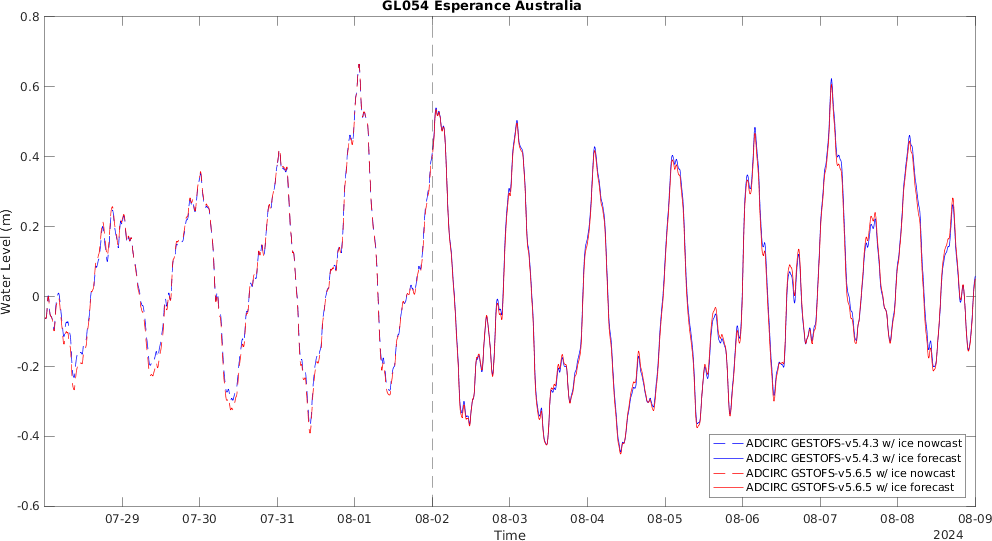 GL054 Esperance Australia
0.8
0.6
0.4
0.2
0
-0.2
-0.4
-0.6
Water Level (m)
ADCIRC GESTOFS-v5.4.3 w/ ice nowcast
ADCIRC GESTOFS-v5.4.3 w/ ice forecast
ADCIRC GSTOFS-v5.6.5 w/ ice nowcast
ADCIRC GSTOFS-v5.6.5 w/ ice forecast
07-29 07-30 07-31 08-01 08-02 08-03 08-04 08-05 08-06 08-07 08-08 08-09
Time 2024